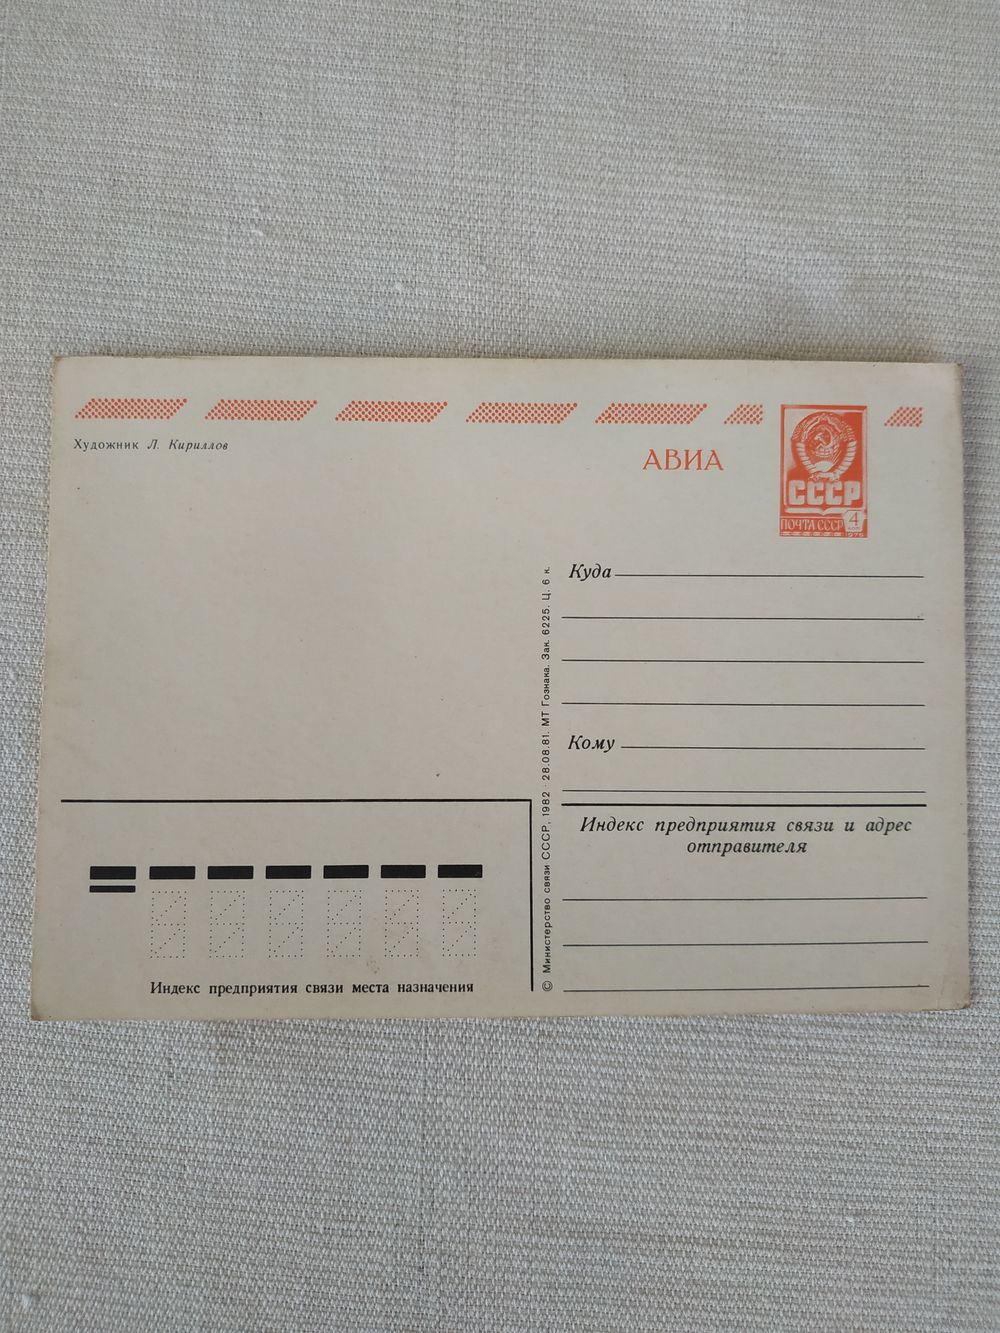 Художник Л. Кириллов
АВИА
СССР
ПОЧТА СССР 4
КОП
Куда
Кому
Индекс предприятия связи и адрес
отправителя
© Министерство связи СССР, 1982 28.08.81. МТ Гознака. Зак. 6225. Ц. 6 к.
Индекс предприятия связи места назначения